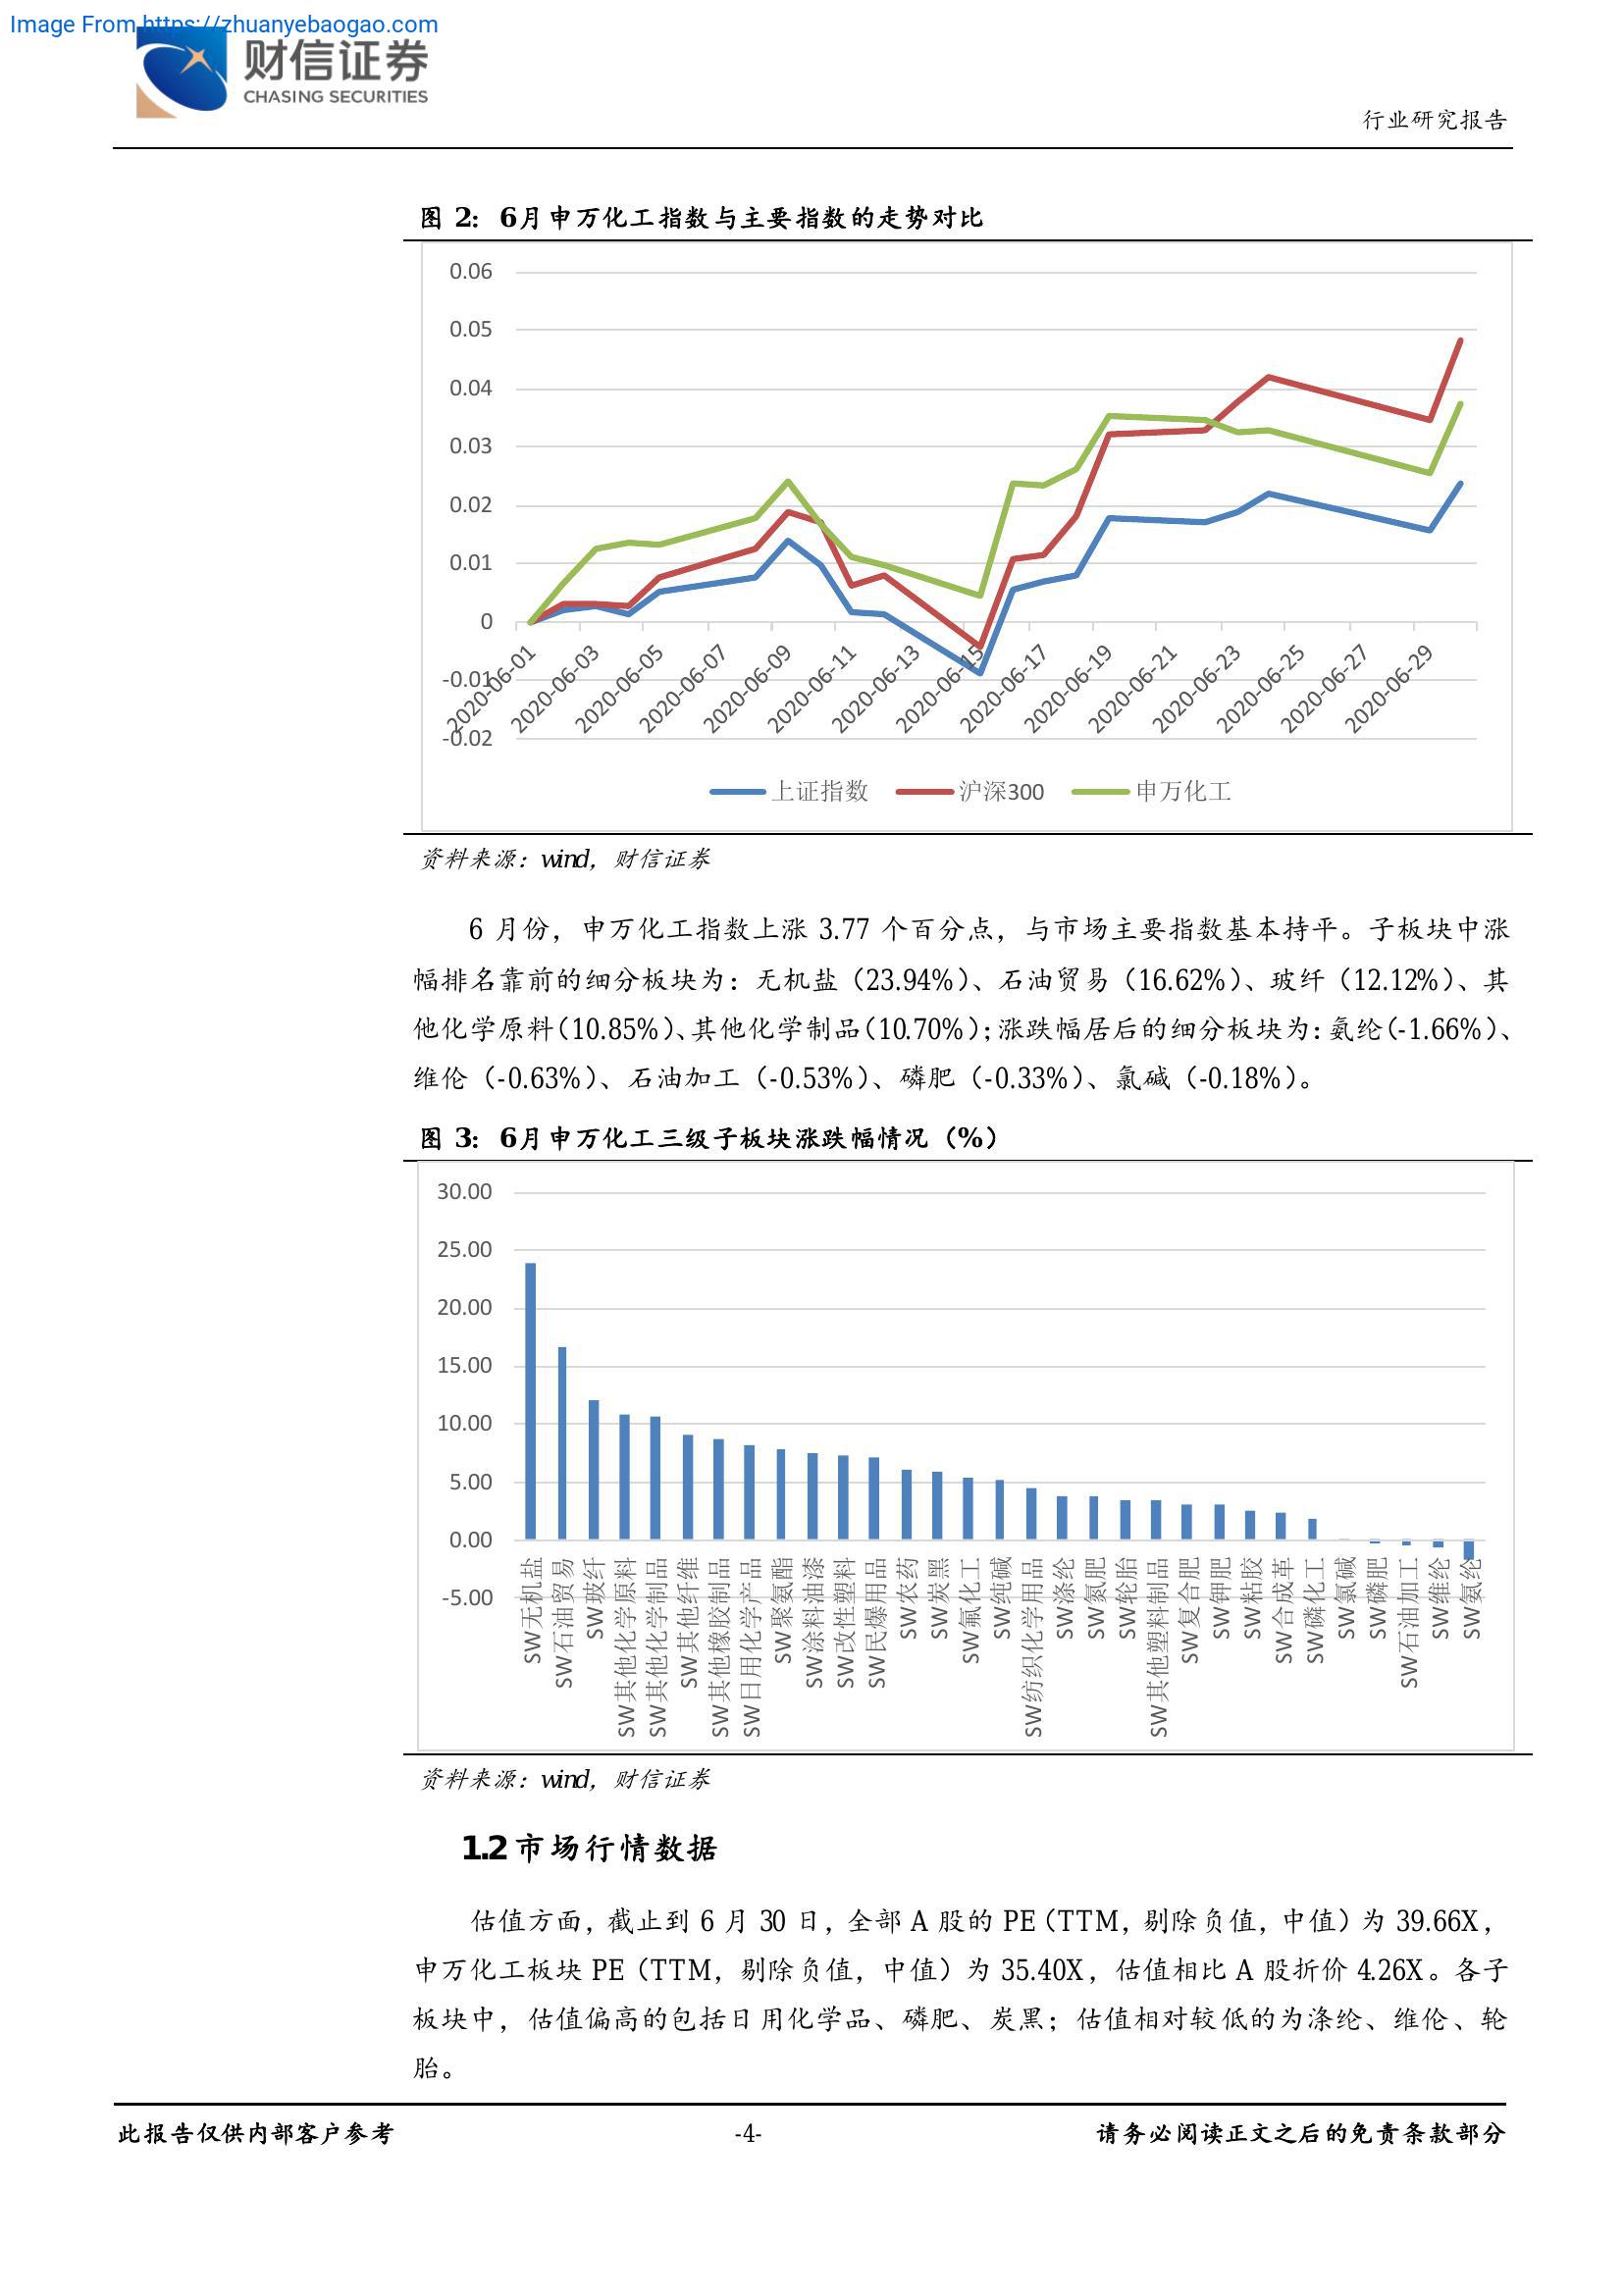 Image From https://zhuanyebaogao.com
财信证券
CHASING SECURITIES
行业研究报告
图 2: 6月申万化工指数与主要指数的走势对比
0.06
0.05
0.04
0.03
0.02
0.01
0
-0.01
-0.02
2020-06-01
2020-06-03
2020-06-05
2020-06-07
2020-06-09
2020-06-11
2020-06-13
2020-06-15
2020-06-17
2020-06-19
2020-06-21
2020-06-23
2020-06-25
2020-06-27
2020-06-29
上证指数 沪深300 申万化工
资料来源：wind，财信证券
6 月份，申万化工指数上涨 3.77 个百分点，与市场主要指数基本持平。子板块中涨
幅排名靠前的细分板块为：无机盐（23.94%）、石油贸易（16.62%）、玻纤（12.12%）、其
他化学原料（10.85%）、其他化学制品（10.70%）；涨跌幅居后的细分板块为：氨纶（-1.66%）、
维伦（-0.63%）、石油加工（-0.53%）、磷肥（-0.33%）、氯碱（-0.18%）。
图 3: 6月申万化工三级子板块涨跌幅情况（%）
30.00
25.00
20.00
15.00
10.00
5.00
0.00
-5.00
SW无机盐
SW石油贸易
SW玻纤
SW其他化学原料
SW其他化学制品
SW其他纤维
SW其他橡胶制品
SW日用化学产品
SW聚氨酯
SW涂料油漆
SW改性塑料
SW民爆用品
SW农药
SW炭黑
SW氟化工
SW纯碱
SW纺织化学用品
SW涤纶
SW氮肥
SW轮胎
SW其他塑料制品
SW复合肥
SW钾肥
SW粘胶
SW合成革
SW磷化工
SW氯碱
SW磷肥
SW石油加工
SW维纶
SW氨纶
资料来源：wind，财信证券
1.2 市场行情数据
估值方面，截止到 6 月 30 日，全部 A 股的 PE（TTM，剔除负值，中值）为 39.66X，
申万化工板块 PE（TTM，剔除负值，中值）为 35.40X，估值相比 A 股折价 4.26X。各子
板块中，估值偏高的包括日用化学品、磷肥、炭黑；估值相对较低的为涤纶、维伦、轮
胎。
此报告仅供内部客户参考 -4- 请务必阅读正文之后的免责条款部分